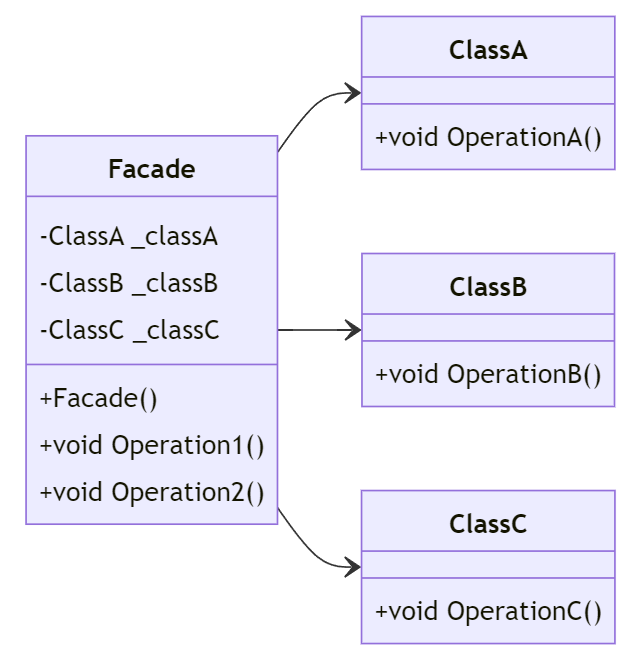 Facade
-ClassA _classA
-ClassB _classB
-ClassC _classC
+Facade()
+void Operation1()
+void Operation2()
ClassA
+void OperationA()
ClassB
+void OperationB()
ClassC
+void OperationC()